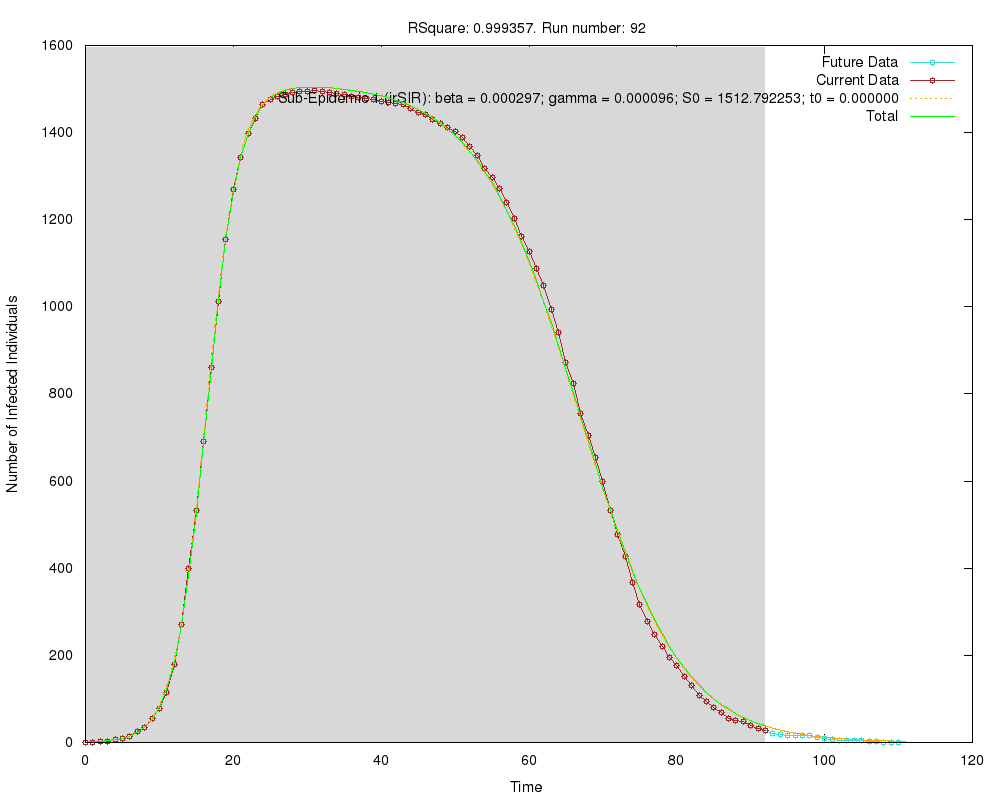 RSquare: 0.999357. Run number: 92
1600
1400
1200
1000
800
600
400
200
0
Number of Infected Individuals
Future Data
Current Data
Sub-Epidemic 1 (irSIR): beta = 0.000297; gamma = 0.000096; S0 = 1512.792253; t0 = 0.000000
Total
0 20 40 60 80 100 120
Time